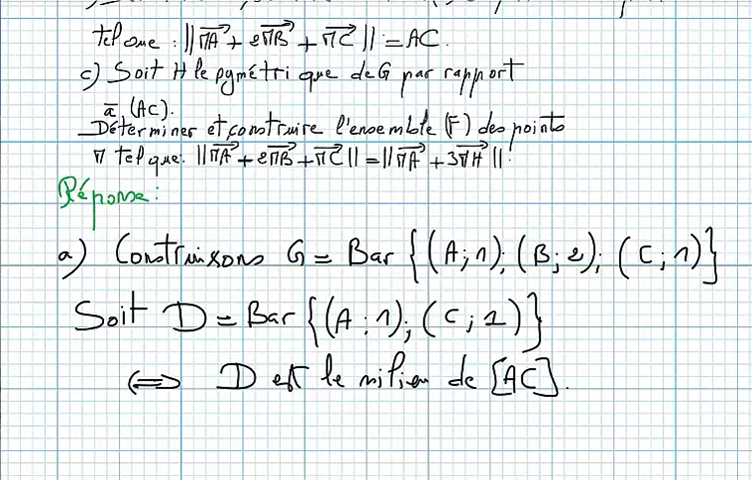 tel que : ||MA + 2MB + MC|| = AC.
c) Soit H le symétrique de G par rapport
à (AC).
Déterminer et construire l'ensemble (F) des points
M tel que: ||MA + 2MB + MC|| = ||MA + 3MH||.
Réponse:
a) Construisons G = Bar {(A;1); (B;2); (C;1)}
Soit D = Bar {(A;1); (C;1)}
⟺ D est le milieu de [AC].